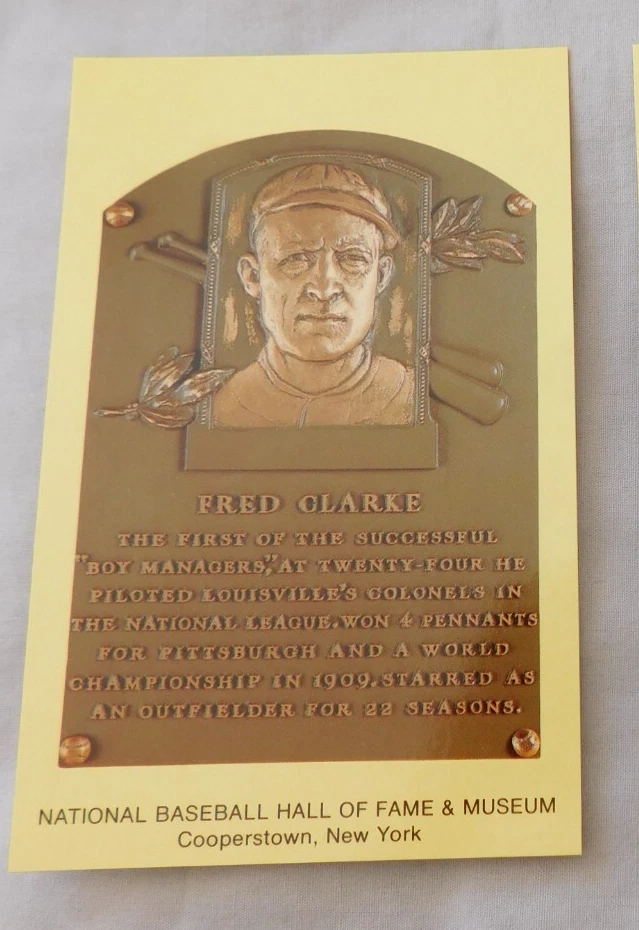 FRED CLARKE
THE FIRST OF THE SUCCESSFUL
"BOY MANAGERS," AT TWENTY-FOUR HE
PILOTED LOUISVILLE'S COLONELS IN
THE NATIONAL LEAGUE. WON 4 PENNANTS
FOR PITTSBURGH AND A WORLD
CHAMPIONSHIP IN 1909. STARRED AS
AN OUTFIELDER FOR 22 SEASONS.
NATIONAL BASEBALL HALL OF FAME & MUSEUM
Cooperstown, New York